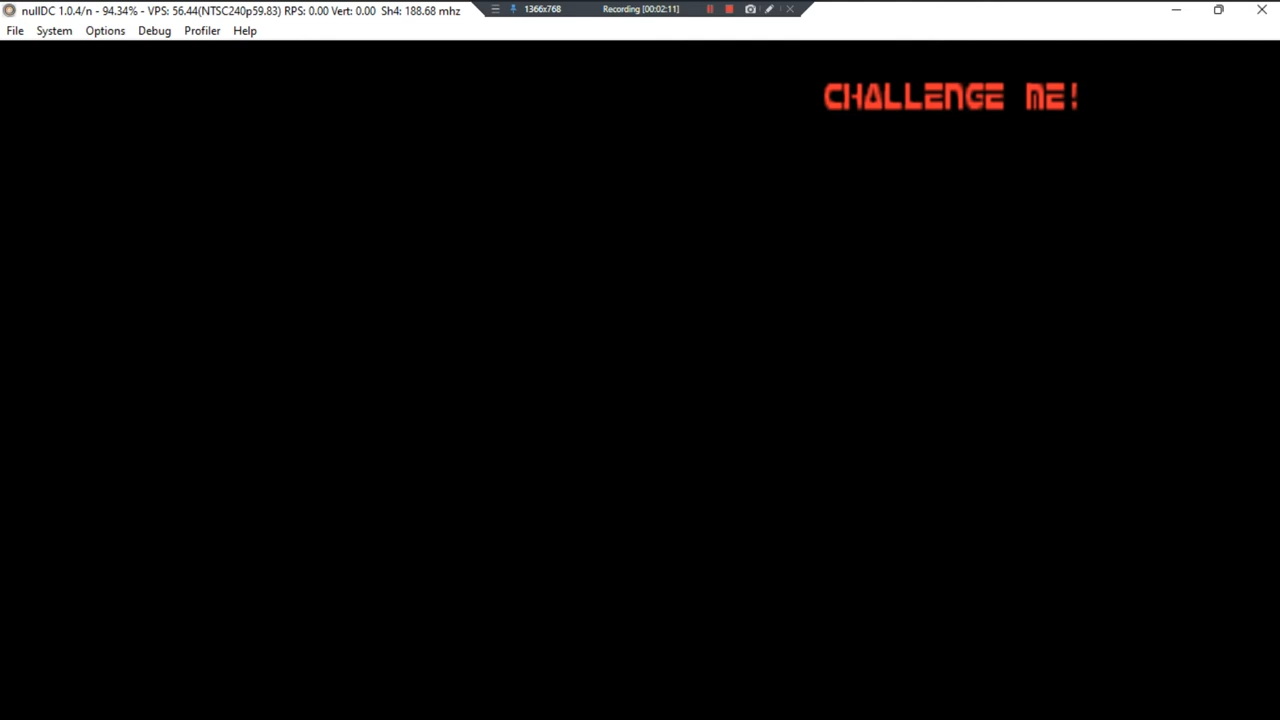 nullDC 1.0.4/n - 94.34% - VPS: 56.44(NTSC240p59.83) RPS: 0.00 Vert: 0.00 Sh4: 188.68 mhz
1366x768
Recording [00:02:11]
File System Options Debug Profiler Help
CHALLENGE ME!